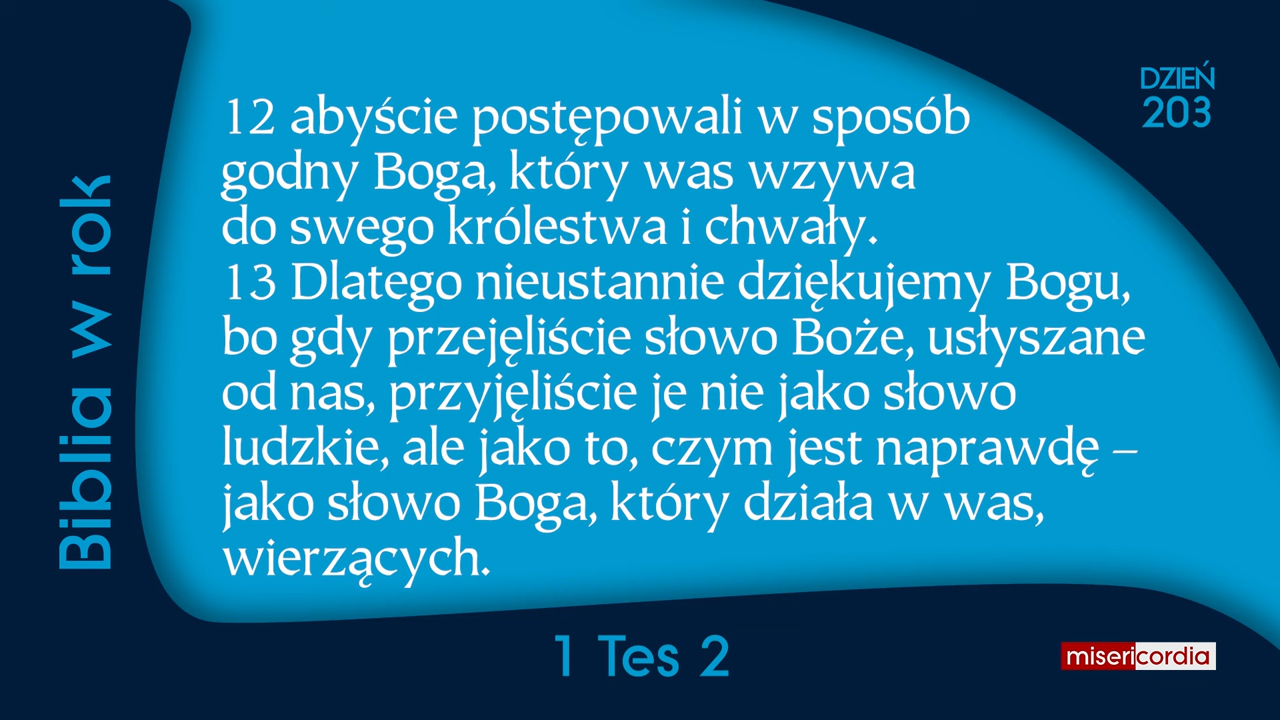 DZIEŃ
203
12 abyście postępowali w sposób
godny Boga, który was wzywa
do swego królestwa i chwały.
13 Dlatego nieustannie dziękujemy Bogu,
bo gdy przejęliście słowo Boże, usłyszane
od nas, przyjęliście je nie jako słowo
ludzkie, ale jako to, czym jest naprawdę –
jako słowo Boga, który działa w was,
wierzących.
Biblia w rok
1 Tes 2
misericordia